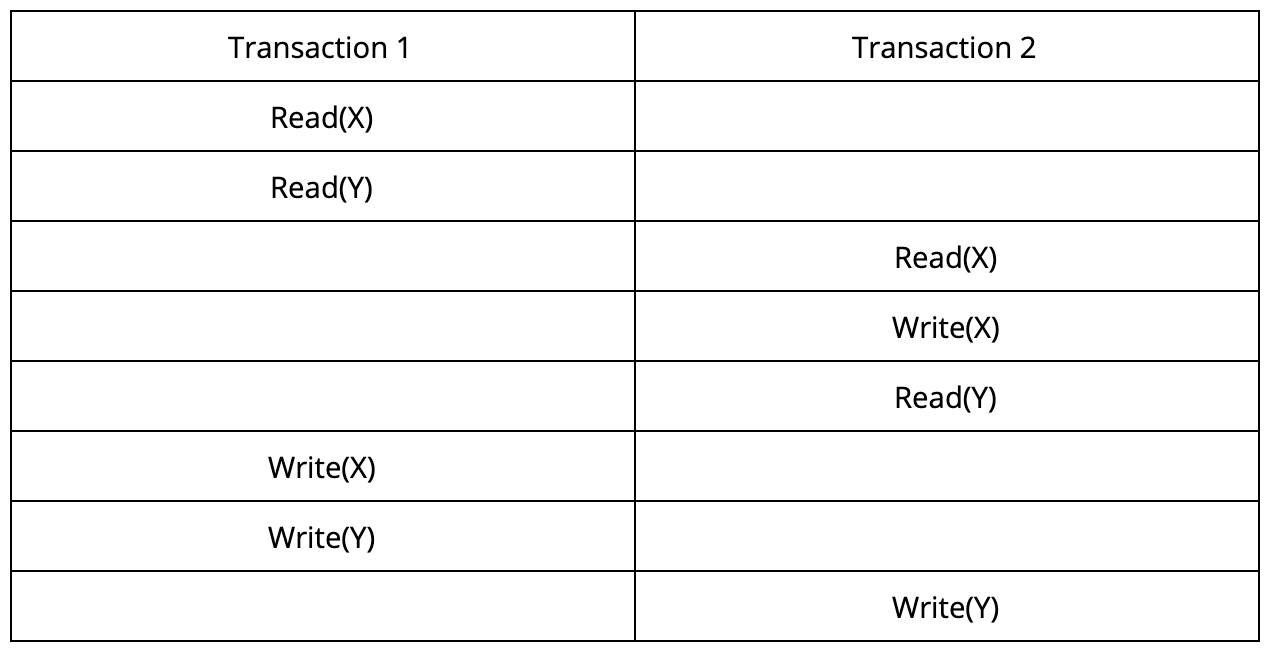 Transaction 1 Transaction 2
Read(X)
Read(Y)
Read(X)
Write(X)
Read(Y)
Write(X)
Write(Y)
Write(Y)